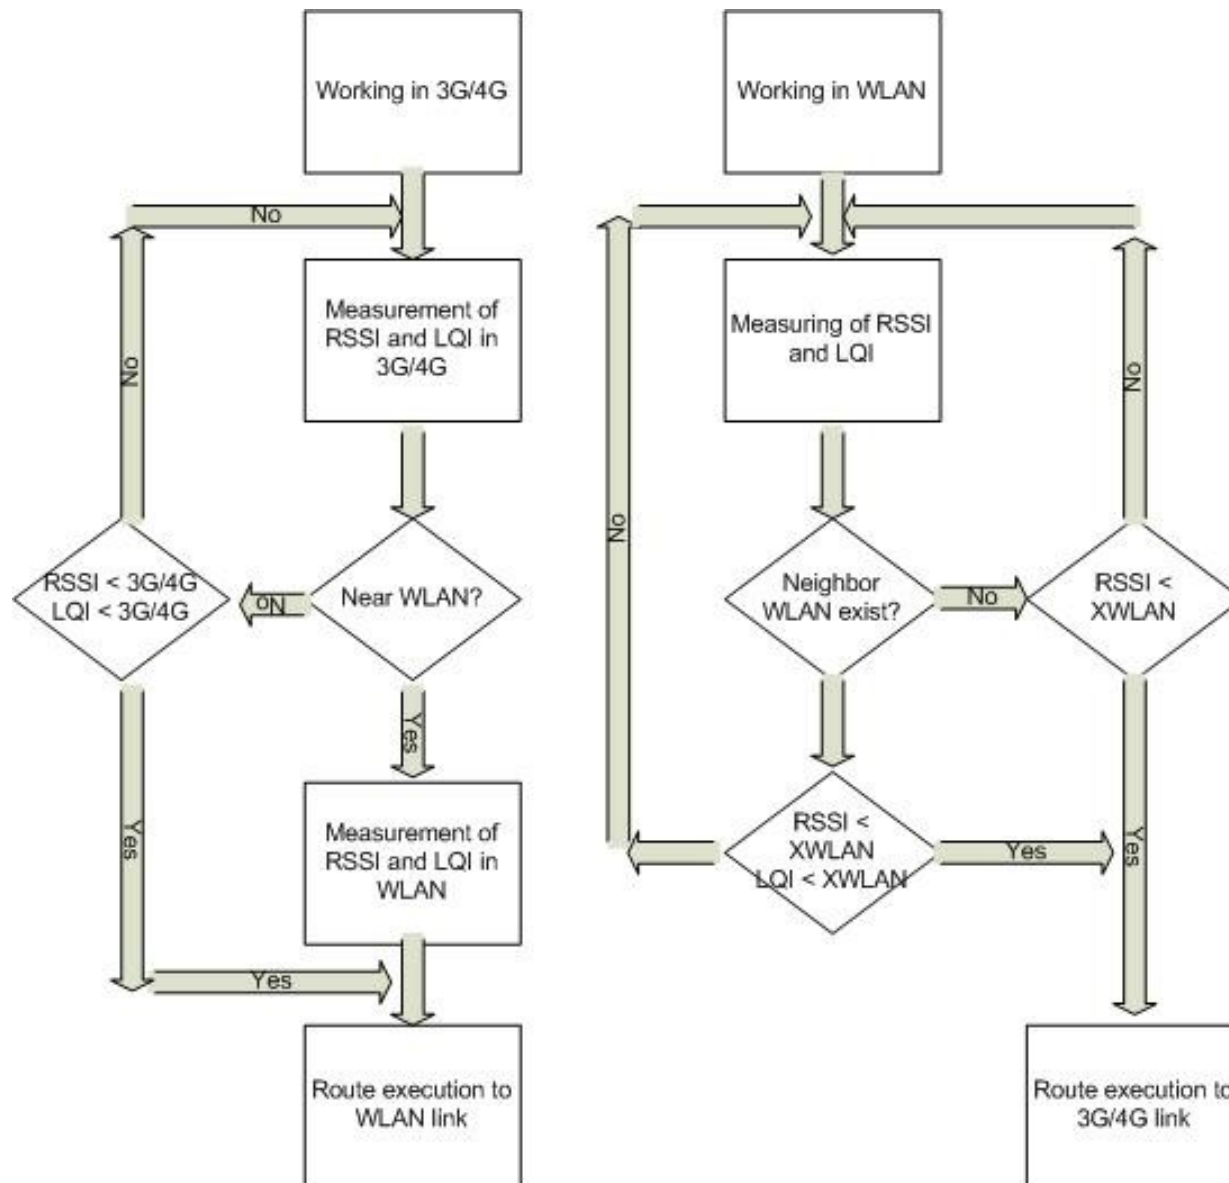 Working in 3G/4G
No
Measurement of
RSSI and LQI in
3G/4G
No
RSSI < 3G/4G
LQI < 3G/4G
No
Near WLAN?
Yes
Yes
Measurement of
RSSI and LQI in
WLAN
Yes
Route execution to
WLAN link
Working in WLAN
Measuring of RSSI
and LQI
No
No
Neighbor
WLAN exist?
No
RSSI <
XWLAN
RSSI <
XWLAN
LQI < XWLAN
Yes
Yes
Route execution to
3G/4G link